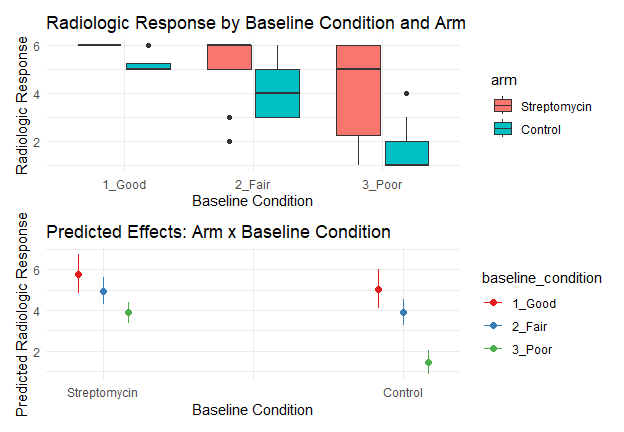 Radiologic Response by Baseline Condition and Arm
Radiologic Response
6
4
2
1_Good
2_Fair
3_Poor
Baseline Condition
arm
Streptomycin
Control
Predicted Effects: Arm x Baseline Condition
Predicted Radiologic Response
6
4
2
Streptomycin
Control
Baseline Condition
baseline_condition
1_Good
2_Fair
3_Poor